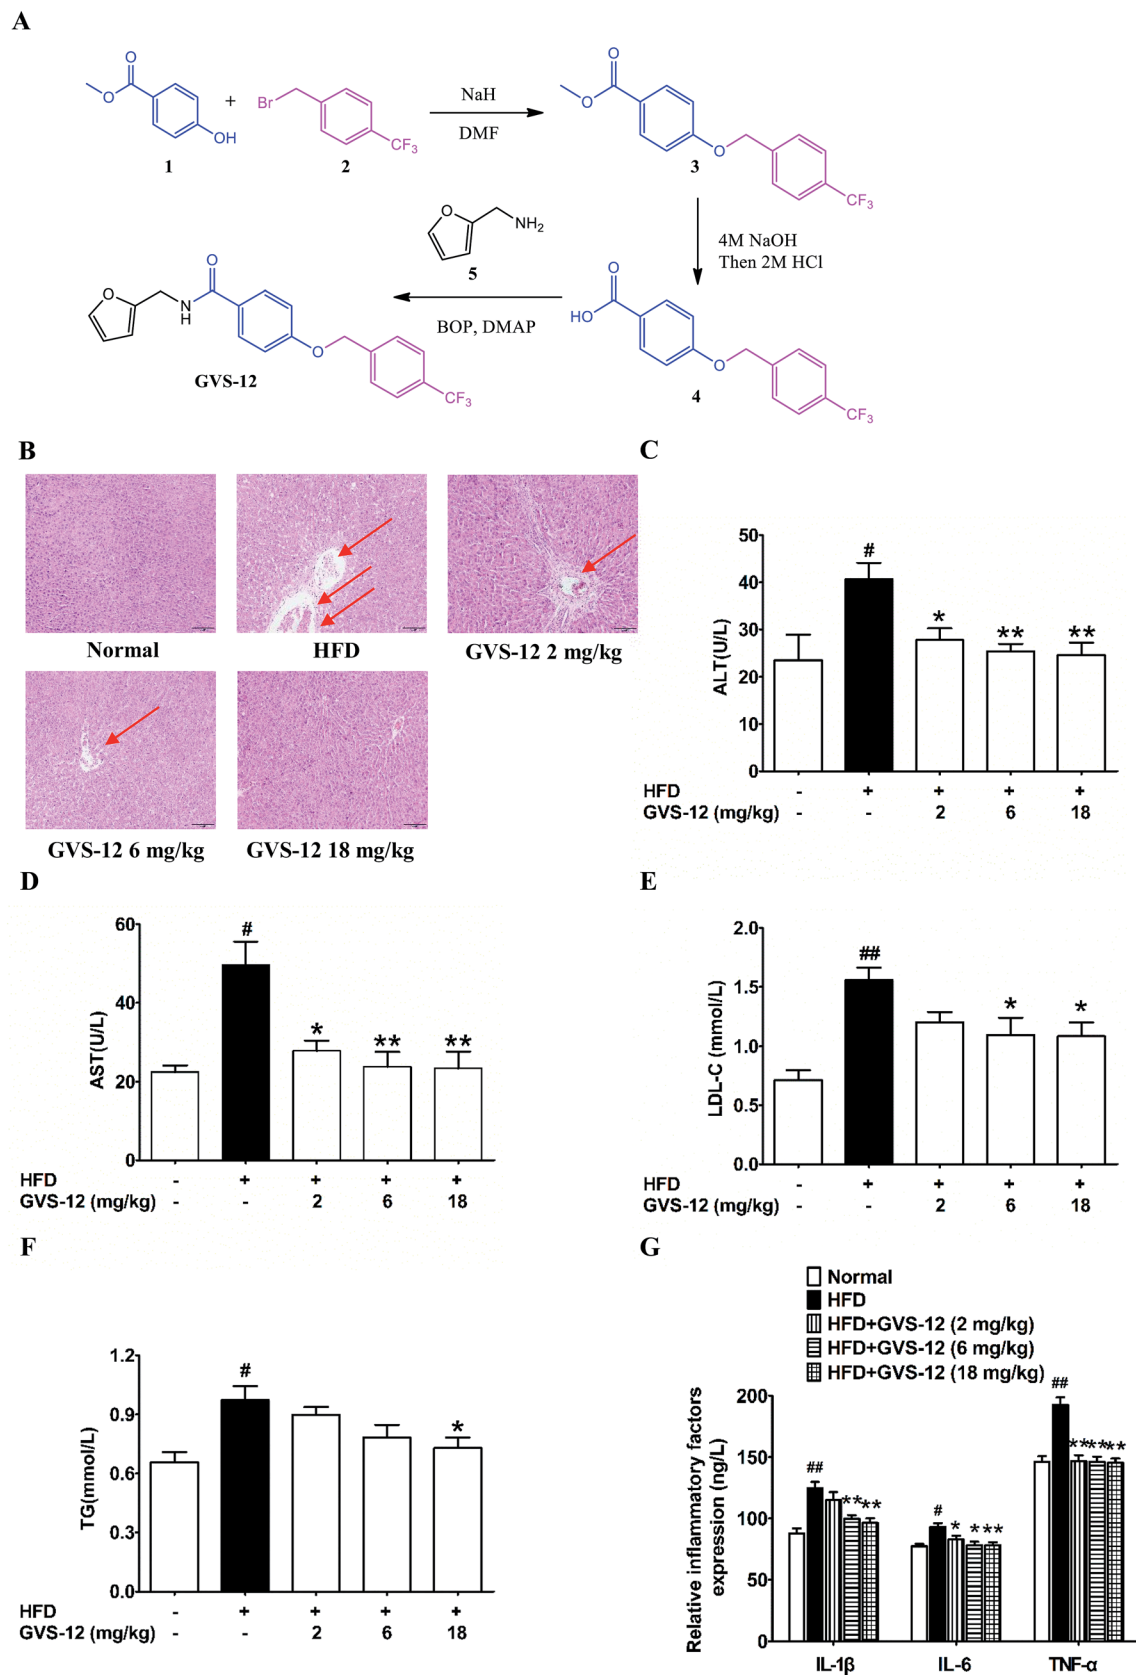 A
O
O
OH
1
+
Br
CF3
2
NaH
DMF
O
O
O
CF3
3
4M NaOH
Then 2M HCl
O
NH2
5
BOP, DMAP
O
HO
O
CF3
4
O
O
N
H
O
CF3
GVS-12
B
Normal
HFD
GVS-12 2 mg/kg
GVS-12 6 mg/kg
GVS-12 18 mg/kg
C
ALT(U/L)
50
40
30
20
10
0
#
*
**
**
HFD - + + + +
GVS-12 (mg/kg) - - 2 6 18
D
AST(U/L)
60
40
20
0
#
*
**
**
HFD - + + + +
GVS-12 (mg/kg) - - 2 6 18
E
LDL-C (mmol/L)
2.0
1.5
1.0
0.5
0.0
##
*
*
HFD - + + + +
GVS-12 (mg/kg) - - 2 6 18
F
TG(mmol/L)
1.2
0.9
0.6
0.3
0.0
#
*
HFD - + + + +
GVS-12 (mg/kg) - - 2 6 18
G
Normal
HFD
HFD+GVS-12 (2 mg/kg)
HFD+GVS-12 (6 mg/kg)
HFD+GVS-12 (18 mg/kg)
Relative inflammatory factors
expression (ng/L)
200
150
100
50
0
##
**
**
#
*
*
**
##
**
**
**
IL-1β IL-6 TNF-α